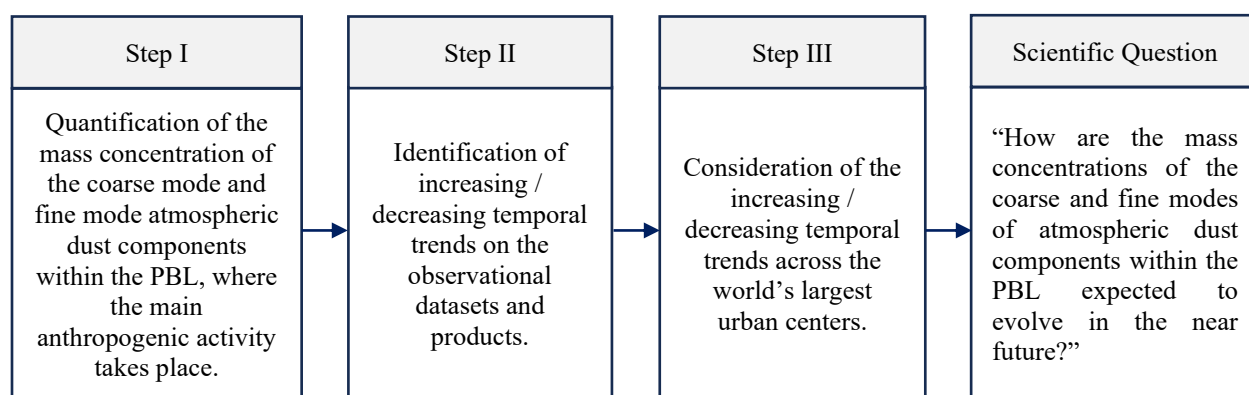 Step I
Quantification of the
mass concentration of
the coarse mode and
fine mode atmospheric
dust components
within the PBL, where
the main
anthropogenic activity
takes place.
Step II
Identification of
increasing /
decreasing temporal
trends on the
observational
datasets and
products.
Step III
Consideration of the
increasing /
decreasing temporal
trends across the
world’s largest
urban centers.
Scientific Question
“How are the mass
concentrations of the
coarse and fine modes
of atmospheric dust
components within the
PBL expected to
evolve in the near
future?”